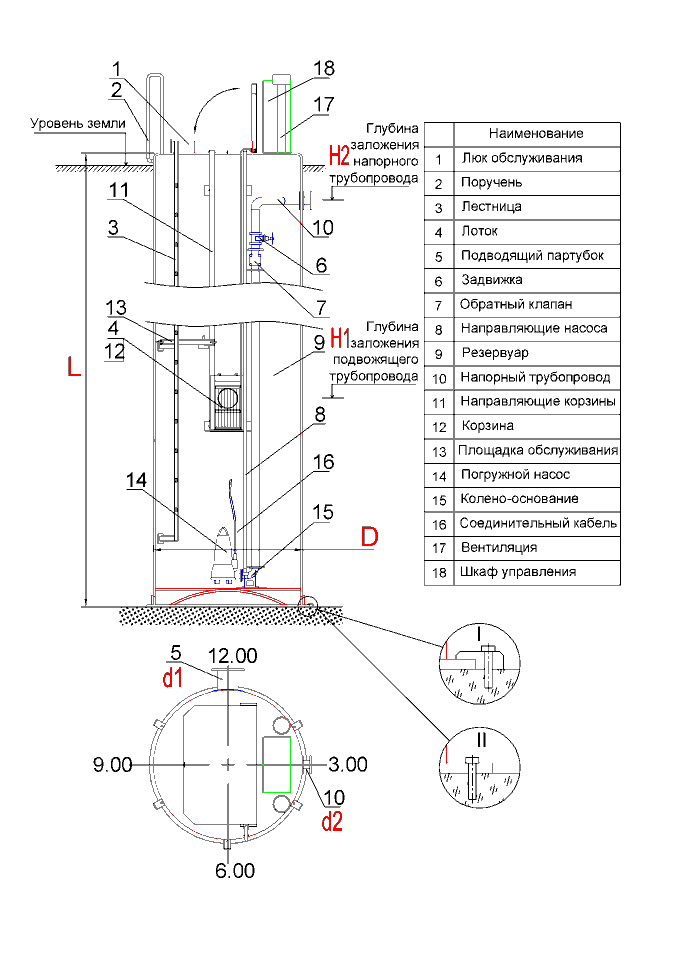 1
2
Уровень земли
18
17
Глубина
заложения
напорного
трубопровода
H2
11
3
10
6
7
13
4
12
L
9
H1
Глубина
заложения
подвожящего
трубопровода
8
16
14
15
D
Наименование
1 Люк обслуживания
2 Поручень
3 Лестница
4 Лоток
5 Подводящий партубок
6 Задвижка
7 Обратный клапан
8 Направляющие насоса
9 Резервуар
10 Напорный трубопровод
11 Направляющие корзины
12 Корзина
13 Площадка обслуживания
14 Погружной насос
15 Колено-основание
16 Соединительный кабель
17 Вентиляция
18 Шкаф управления
I
II
5
d1
12.00
9.00
3.00
10
d2
6.00